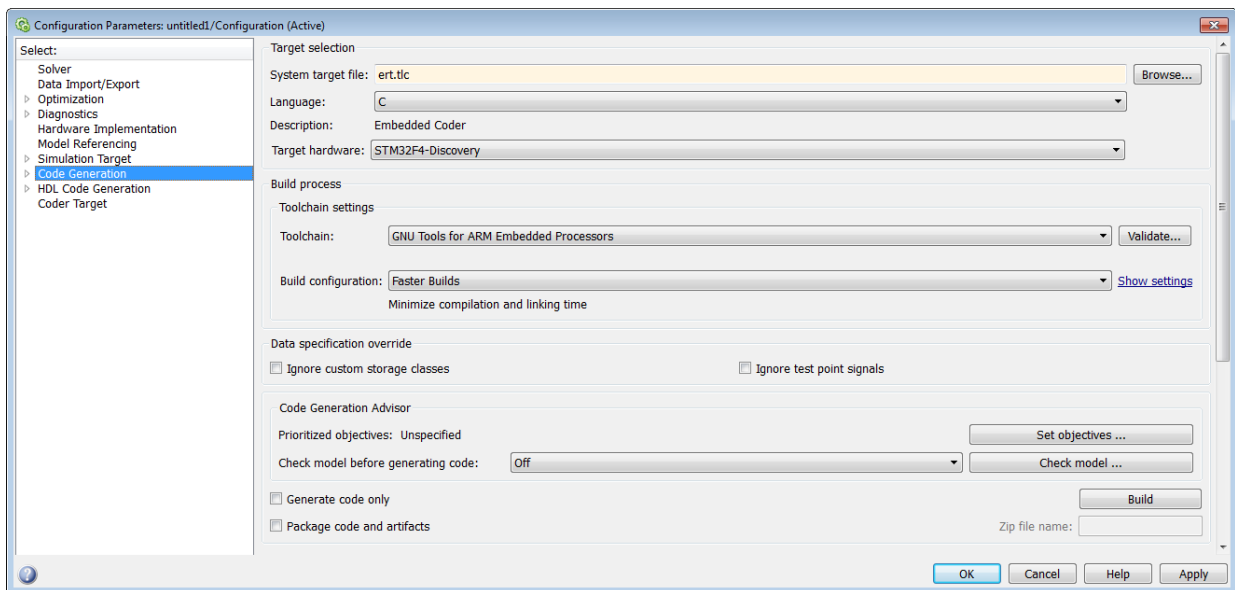 Configuration Parameters: untitled1/Configuration (Active)
Select:
Solver
Data Import/Export
Optimization
Diagnostics
Hardware Implementation
Model Referencing
Simulation Target
Code Generation
HDL Code Generation
Coder Target
Target selection
System target file: ert.tlc Browse...
Language: C
Description: Embedded Coder
Target hardware: STM32F4-Discovery
Build process
Toolchain settings
Toolchain: GNU Tools for ARM Embedded Processors Validate...
Build configuration: Faster Builds Show settings
Minimize compilation and linking time
Data specification override
Ignore custom storage classes Ignore test point signals
Code Generation Advisor
Prioritized objectives: Unspecified Set objectives ...
Check model before generating code: Off Check model ...
Generate code only Build
Package code and artifacts Zip file name:
OK Cancel Help Apply